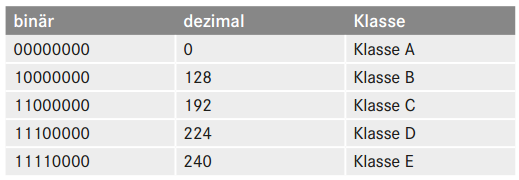 binär dezimal Klasse
00000000 0 Klasse A
10000000 128 Klasse B
11000000 192 Klasse C
11100000 224 Klasse D
11110000 240 Klasse E